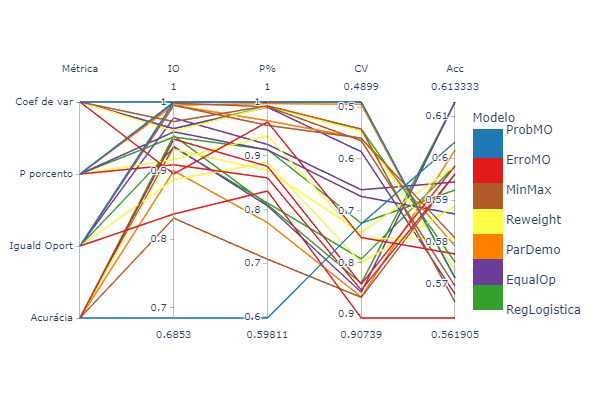 Métrica IO P% CV Acc
1 1 0.4899 0.613333
Coef de var 1 1 0.5 0.61
Modelo
ProbMO
0.6 0.6
ErroMO
P porcento 0.9 0.9
MinMax
0.59
0.8 0.7
Reweight
Iguald Oport 0.8 0.58
ParDemo
0.7 0.8
EqualOp
0.57
0.7 0.9
RegLogistica
Acurácia 0.6
0.6853 0.59811 0.90739 0.561905